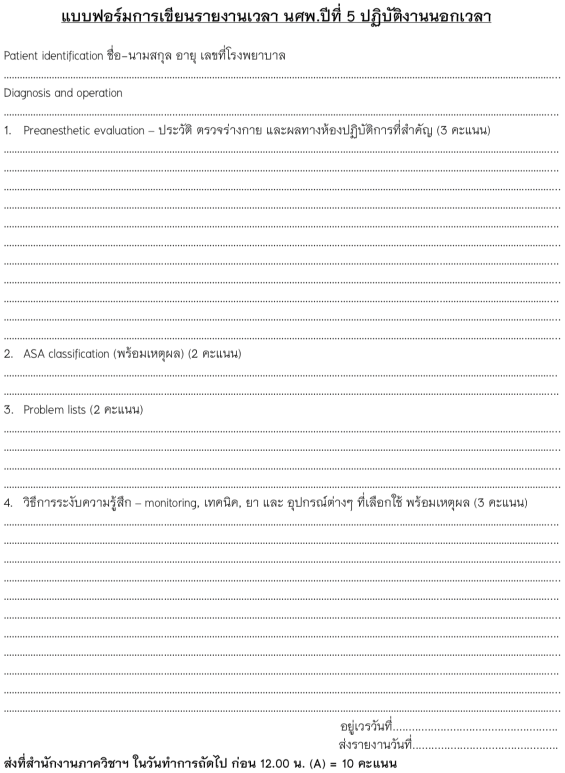 แบบฟอร์มการเขียนรายงานเวลา นศพ.ปีที่ 5 ปฏิบัติงานนอกเวลา
Patient identification ชื่อ-นามสกุล อายุ เลขที่โรงพยาบาล
Diagnosis and operation
1. Preanesthetic evaluation – ประวัติ ตรวจร่างกาย และผลทางห้องปฏิบัติการที่สำคัญ (3 คะแนน)
2. ASA classification (พร้อมเหตุผล) (2 คะแนน)
3. Problem lists (2 คะแนน)
4. วิธีการระงับความรู้สึก – monitoring, เทคนิค, ยา และ อุปกรณ์ต่างๆ ที่เลือกใช้ พร้อมเหตุผล (3 คะแนน)
อยู่เวรวันที่
ส่งรายงานวันที่
ส่งที่สำนักงานภาควิชาฯ ในวันทำการถัดไป ก่อน 12.00 น. (A) = 10 คะแนน